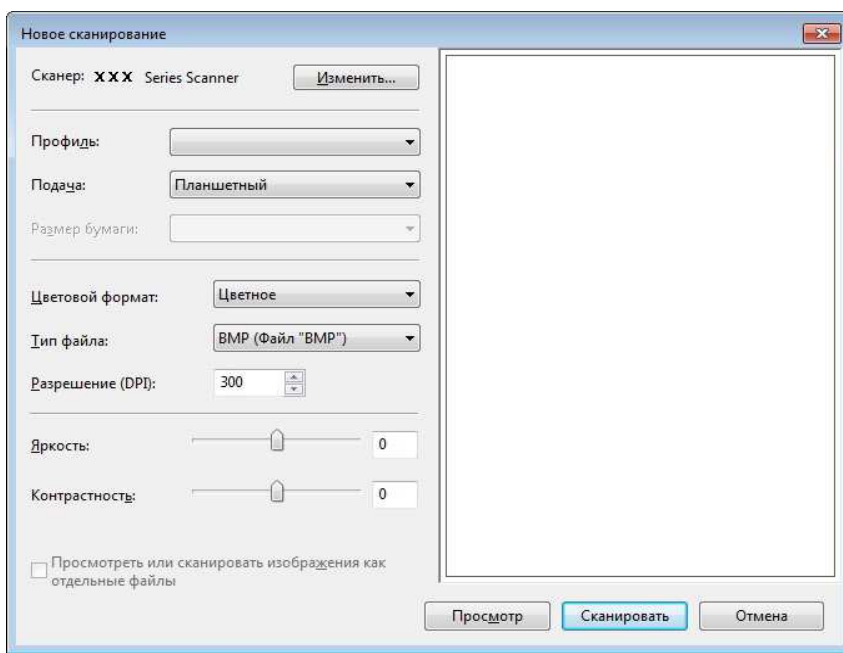 Новое сканирование
Сканер: XXX Series Scanner Изменить...
Профиль:
Подача: Планшетный
Размер бумаги:
Цветовой формат: Цветное
Тип файла: BMP (Файл "BMP")
Разрешение (DPI): 300
Яркость: 0
Контрастность: 0
Просмотреть или сканировать изображения как
отдельные файлы
Просмотр Сканировать Отмена